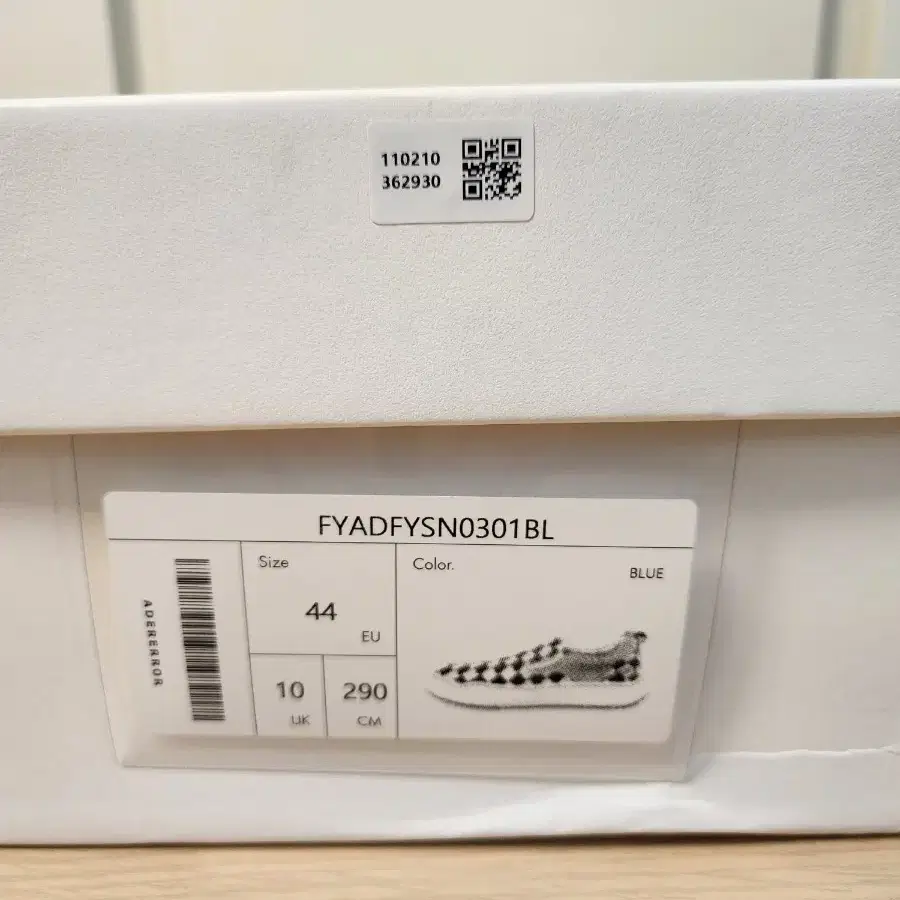 110210
362930
FYADFYSN0301BL
ADERERROR
Size
44
EU
10
UK
290
CM
Color.
BLUE